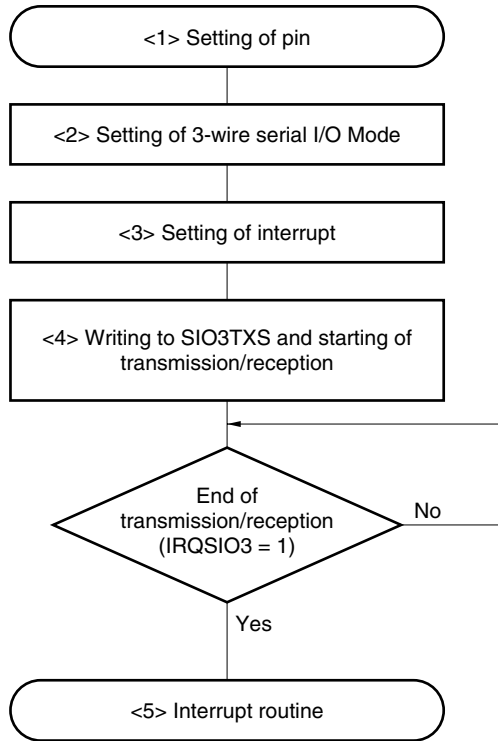 <1> Setting of pin
<2> Setting of 3-wire serial I/O Mode
<3> Setting of interrupt
<4> Writing to SIO3TXS and starting of
transmission/reception
End of
transmission/reception
(IRQSIO3 = 1)
No
Yes
<5> Interrupt routine